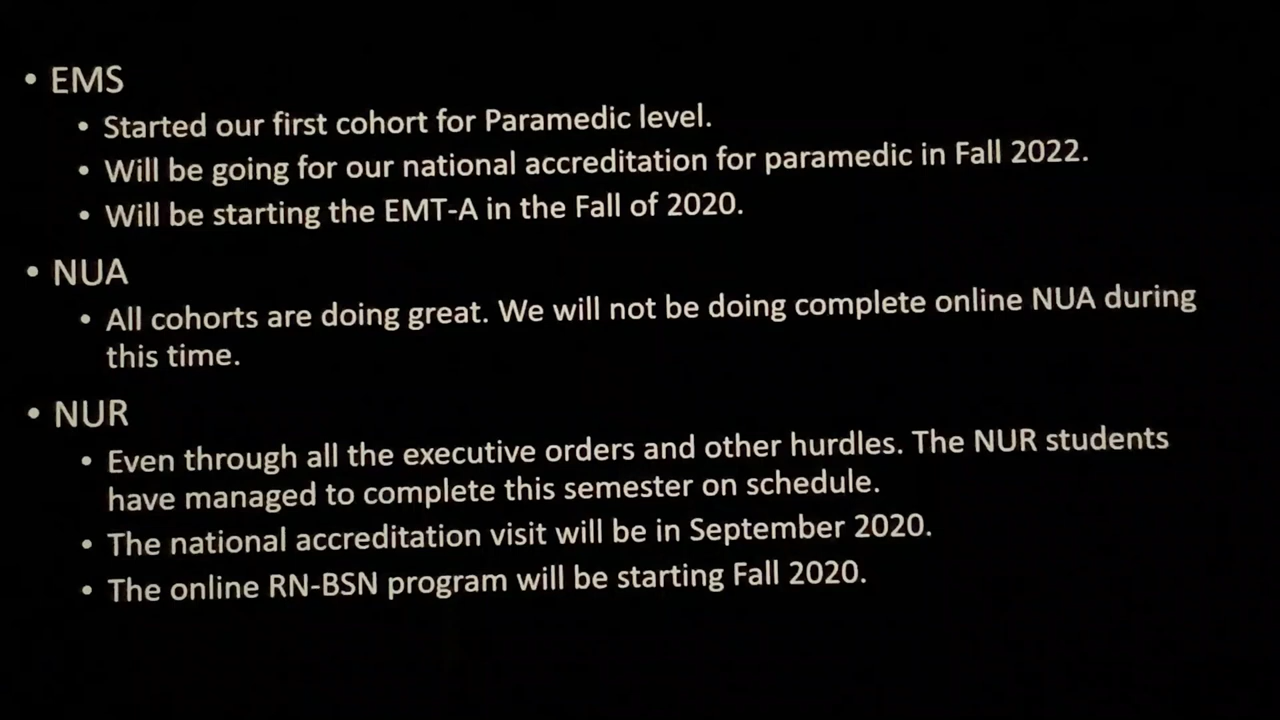 • EMS
• Started our first cohort for Paramedic level.
• Will be going for our national accreditation for paramedic in Fall 2022.
• Will be starting the EMT-A in the Fall of 2020.
• NUA
• All cohorts are doing great. We will not be doing complete online NUA during
this time.
• NUR
• Even through all the executive orders and other hurdles. The NUR students
have managed to complete this semester on schedule.
• The national accreditation visit will be in September 2020.
• The online RN-BSN program will be starting Fall 2020.